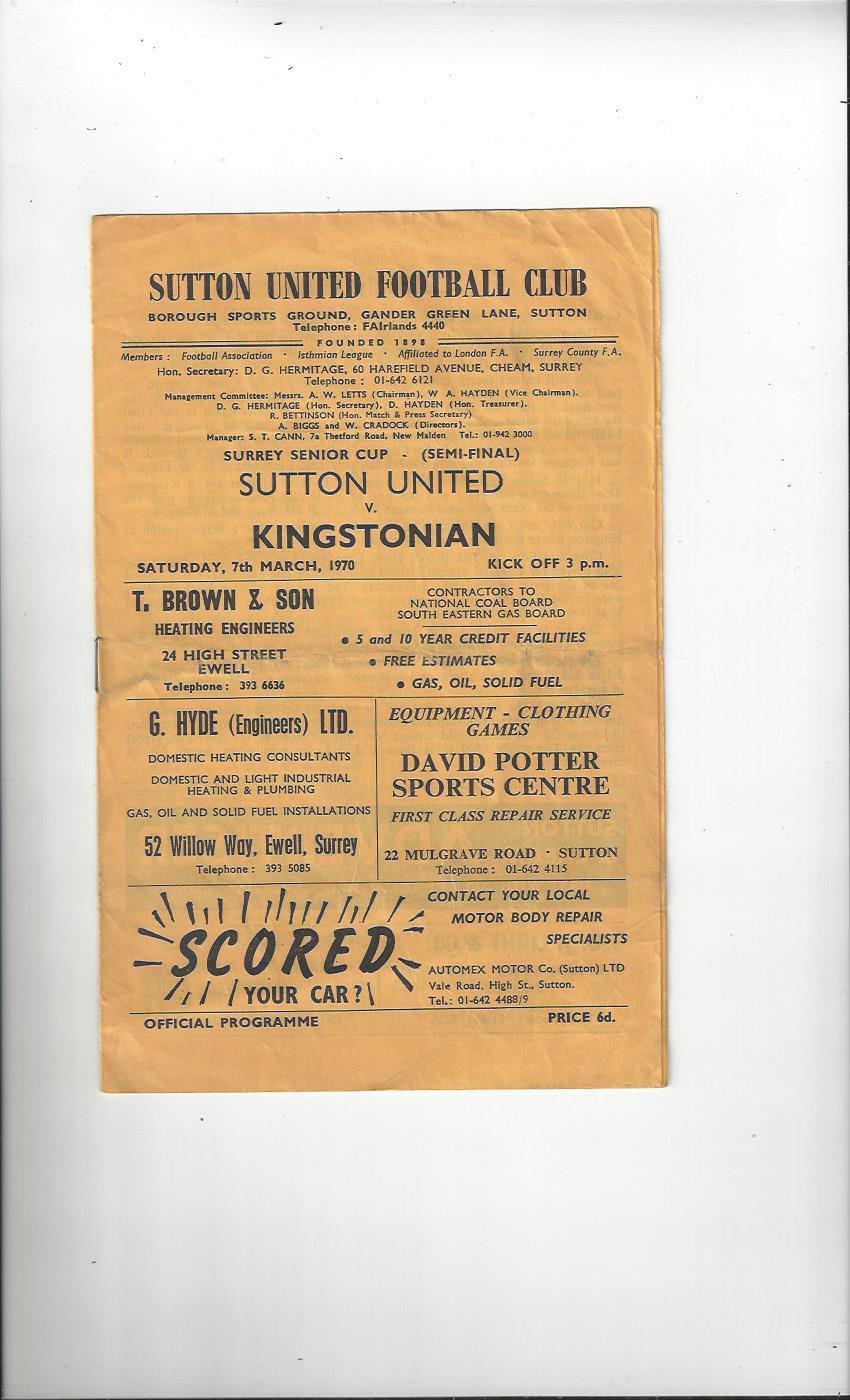 SUTTON UNITED FOOTBALL CLUB
BOROUGH SPORTS GROUND, GANDER GREEN LANE, SUTTON
Telephone: FAIrlands 4440
FOUNDED 1898
Members : Football Association · Isthmian League · Affiliated to London F.A. · Surrey County F.A.
Hon. Secretary: D. G. HERMITAGE, 60 HAREFIELD AVENUE, CHEAM, SURREY
Telephone : 01-642 6121
Management Committee: Messrs. A. W. LETTS (Chairman), W A. HAYDEN (Vice Chairman).
D. G. HERMITAGE (Hon. Secretary), D. HAYDEN (Hon. Treasurer).
R. BETTINSON (Hon. Match & Press Secretary)
A. BIGGS and W. CRADOCK (Directors).
Manager: S. T. CANN, 7a Thetford Road, New Malden Tel.: 01-942 3000
SURREY SENIOR CUP - (SEMI-FINAL)
SUTTON UNITED
V.
KINGSTONIAN
SATURDAY, 7th MARCH, 1970 KICK OFF 3 p.m.
T. BROWN & SON
HEATING ENGINEERS
24 HIGH STREET
EWELL
Telephone : 393 6636
CONTRACTORS TO
NATIONAL COAL BOARD
SOUTH EASTERN GAS BOARD
• 5 and 10 YEAR CREDIT FACILITIES
• FREE ESTIMATES
• GAS, OIL, SOLID FUEL
G. HYDE (Engineers) LTD.
DOMESTIC HEATING CONSULTANTS
DOMESTIC AND LIGHT INDUSTRIAL
HEATING & PLUMBING
GAS, OIL AND SOLID FUEL INSTALLATIONS
52 Willow Way, Ewell, Surrey
Telephone : 393 5085
EQUIPMENT - CLOTHING
GAMES
DAVID POTTER
SPORTS CENTRE
FIRST CLASS REPAIR SERVICE
22 MULGRAVE ROAD · SUTTON
Telephone : 01-642 4115
SCORED
YOUR CAR?
CONTACT YOUR LOCAL
MOTOR BODY REPAIR
SPECIALISTS
AUTOMEX MOTOR Co. (Sutton) LTD
Vale Road, High St., Sutton.
Tel.: 01-642 4488/9
OFFICIAL PROGRAMME PRICE 6d.